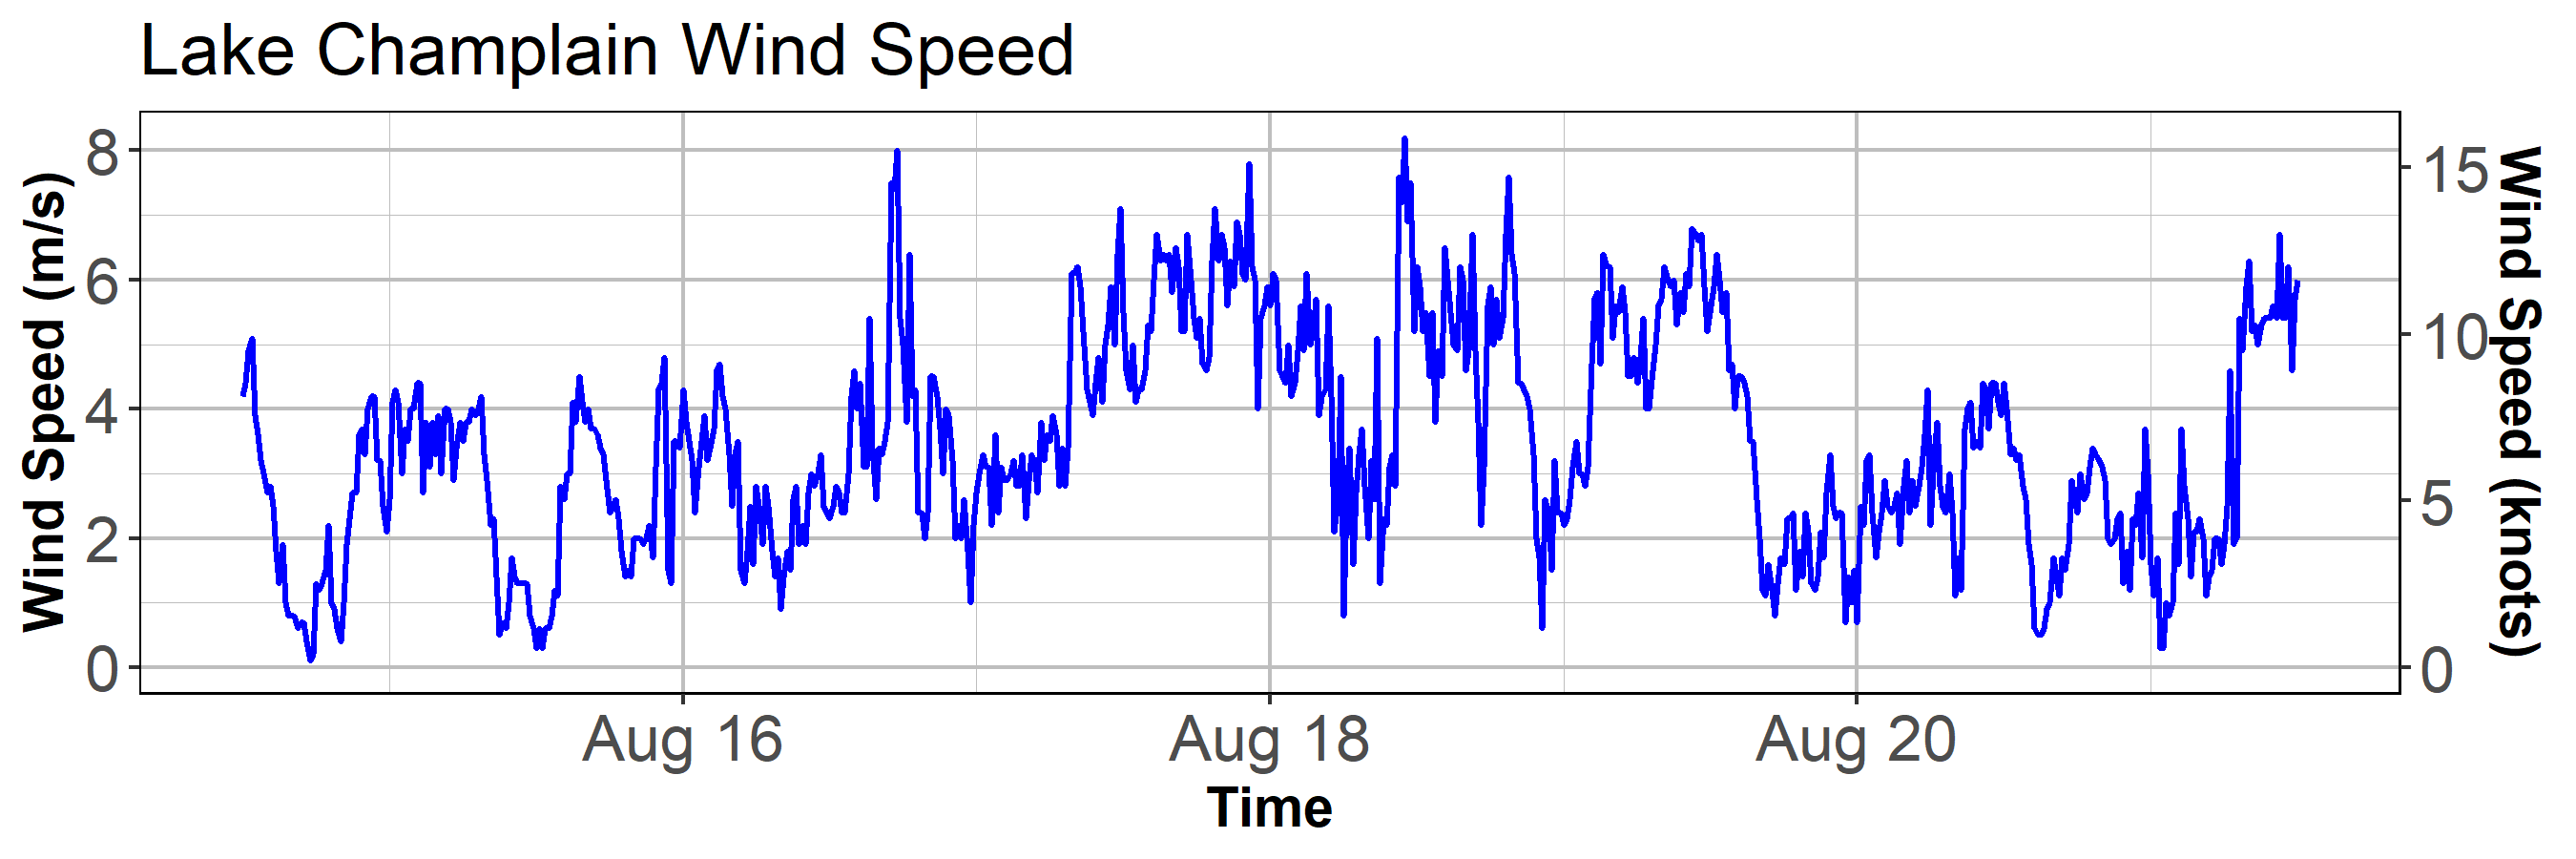 Lake Champlain Wind Speed
Wind Speed (m/s)
8
6
4
2
0
15
10
5
0
Wind Speed (knots)
Aug 16
Aug 18
Aug 20
Time